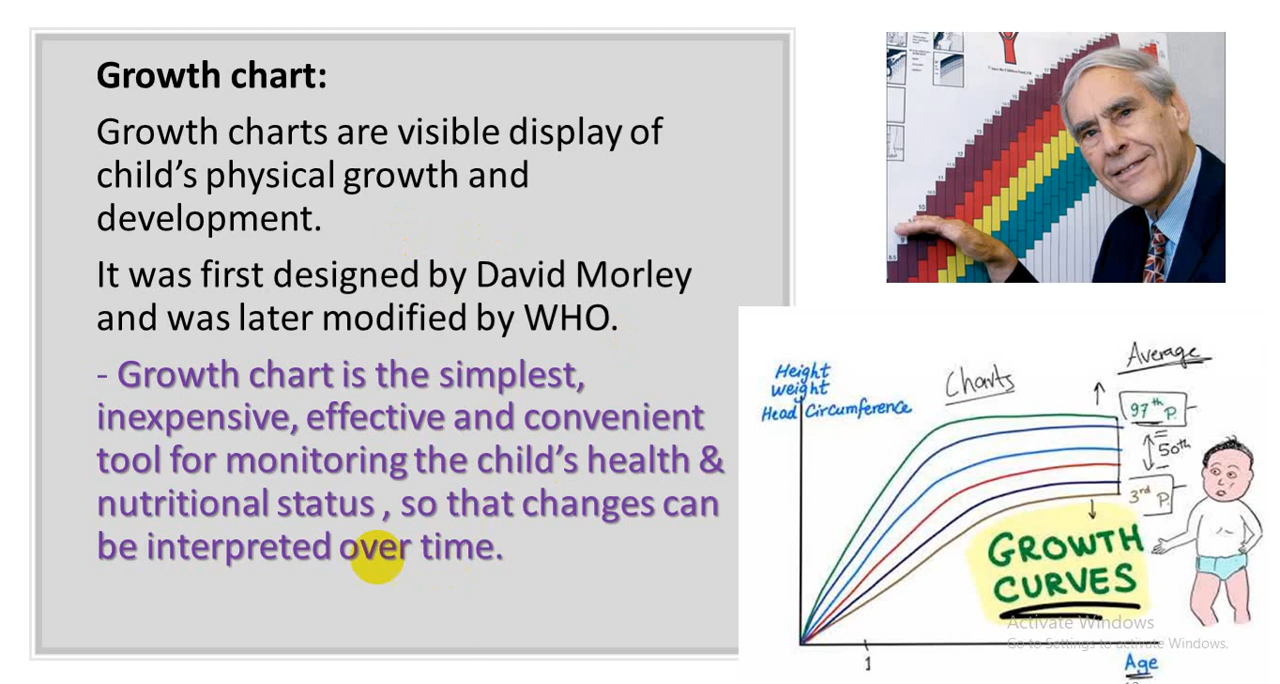 Growth chart:
Growth charts are visible display of
child's physical growth and
development.
It was first designed by David Morley
and was later modified by WHO.
- Growth chart is the simplest,
inexpensive, effective and convenient
tool for monitoring the child's health &
nutritional status , so that changes can
be interpreted over time.
Height
weight
Head Circumference
Charts
Average
97th P.
50th
3rd P.
GROWTH
CURVES
1
Age
Activate Windows
Go to Settings to activate Windows.